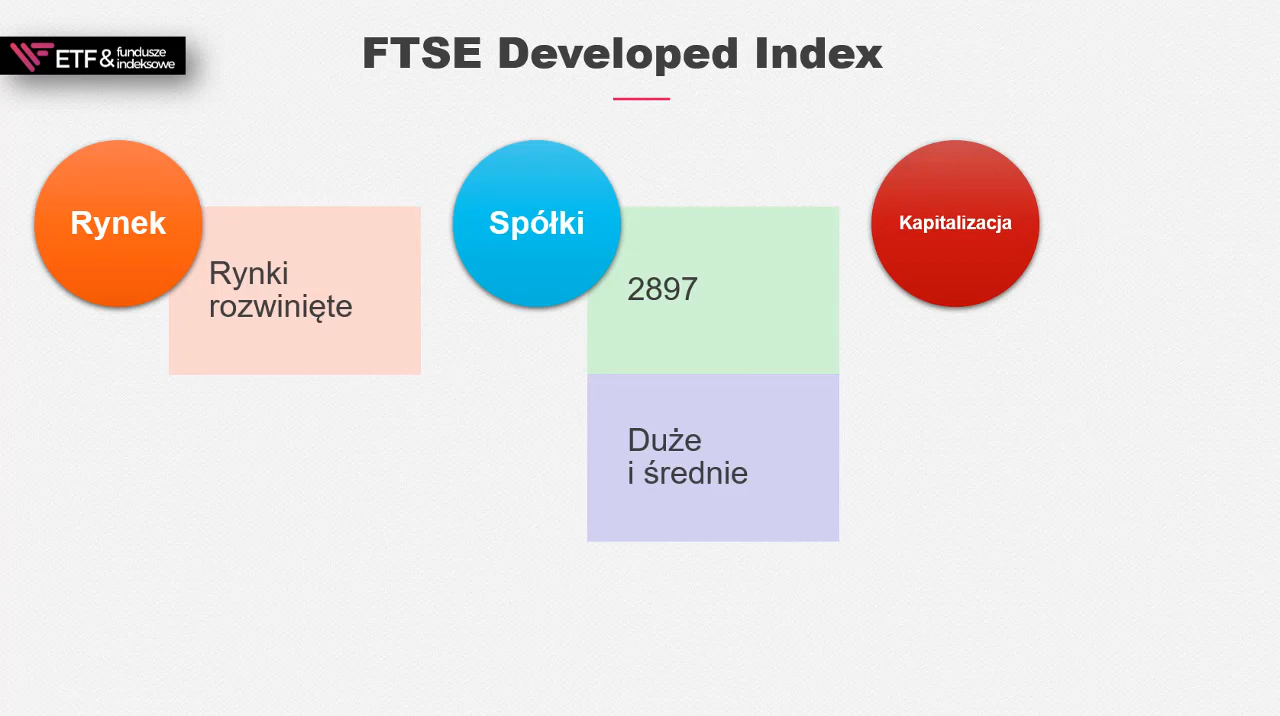 ETF & fundusze indeksowe
FTSE Developed Index
Rynek
Rynki
rozwinięte
Spółki
2897
Duże
i średnie
Kapitalizacja